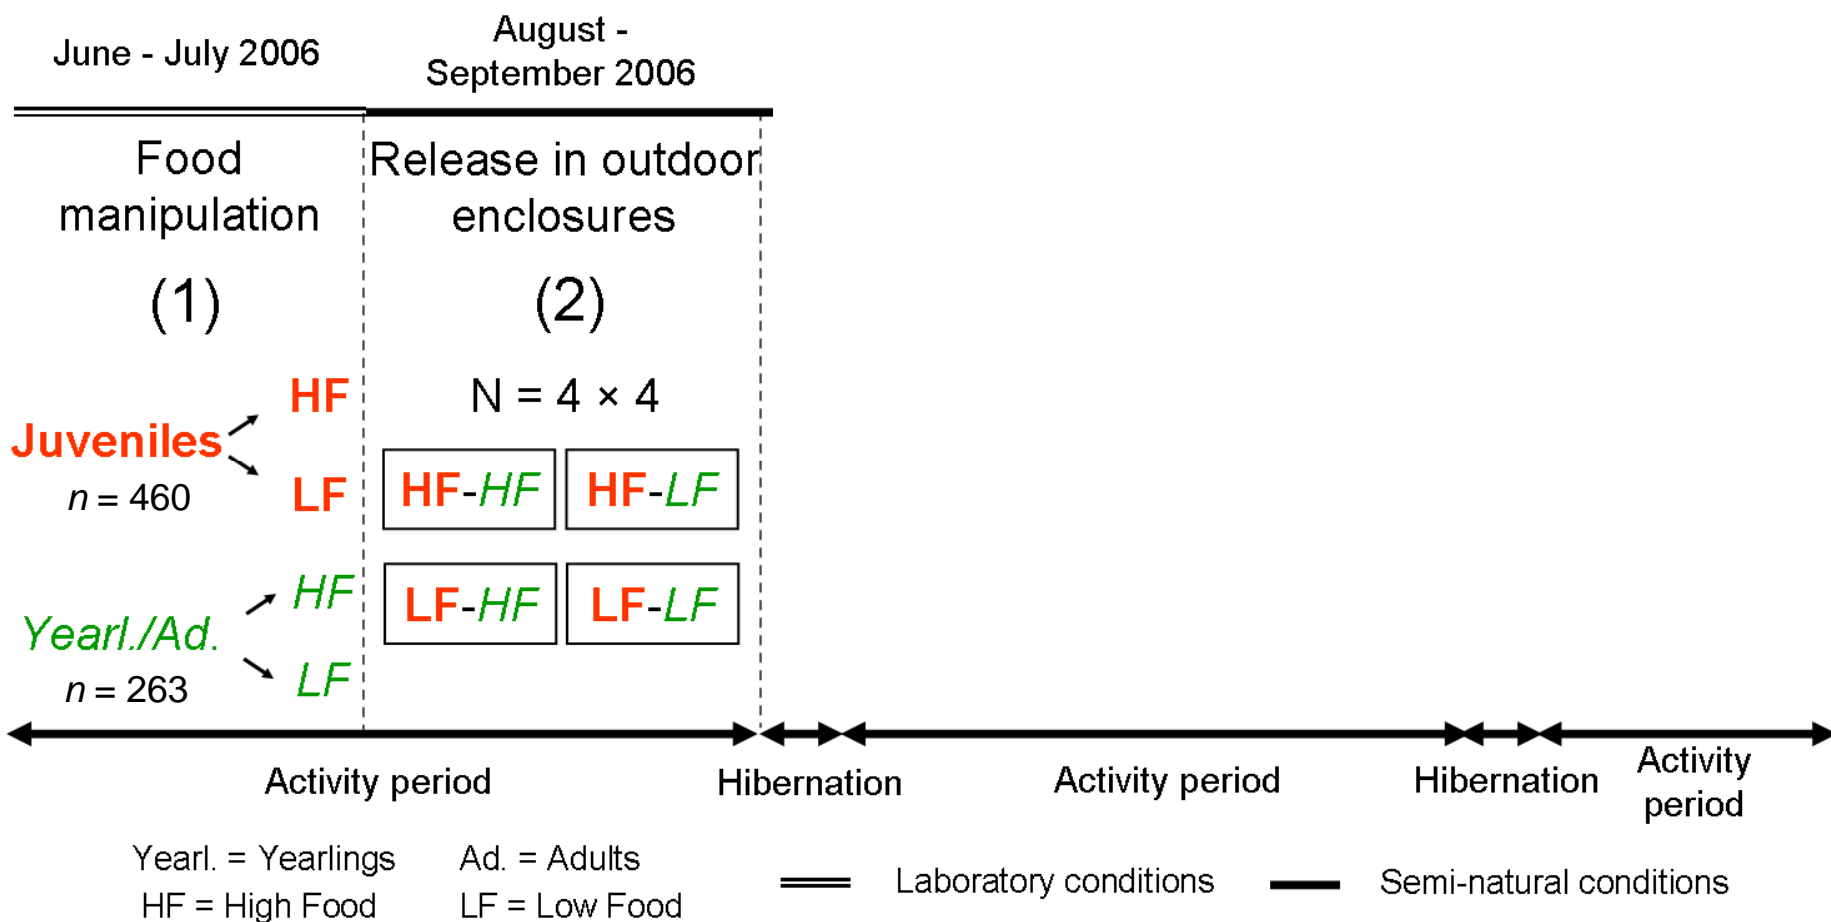 June - July 2006
August -
September 2006
Food
manipulation
(1)
Release in outdoor
enclosures
(2)
N = 4 × 4
Juveniles
n = 460
HF
LF
HF-HF
HF-LF
LF-HF
LF-LF
Yearl./Ad.
n = 263
HF
LF
Activity period
Hibernation
Activity period
Hibernation
Activity
period
Yearl. = Yearlings
Ad. = Adults
HF = High Food
LF = Low Food
Laboratory conditions
Semi-natural conditions